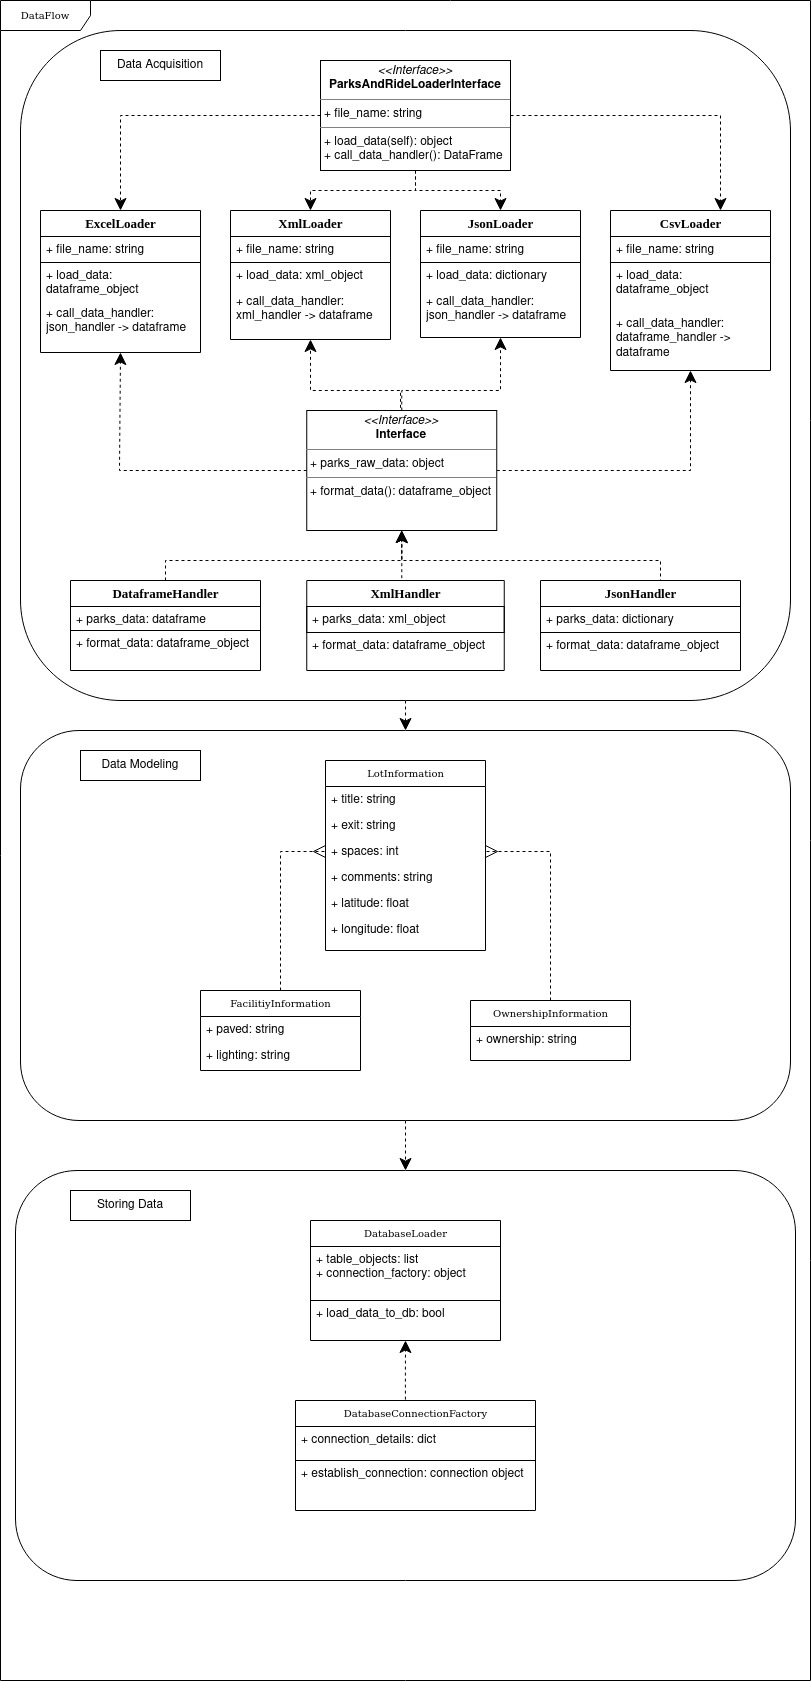 DataFlow
Data Acquisition
<<Interface>>
ParksAndRideLoaderInterface
+ file_name: string
+ load_data(self): object
+ call_data_handler(): DataFrame
ExcelLoader
+ file_name: string
+ load_data:
dataframe_object
+ call_data_handler:
json_handler -> dataframe
XmlLoader
+ file_name: string
+ load_data: xml_object
+ call_data_handler:
xml_handler -> dataframe
JsonLoader
+ file_name: string
+ load_data: dictionary
+ call_data_handler:
json_handler -> dataframe
CsvLoader
+ file_name: string
+ load_data:
dataframe_object
+ call_data_handler:
dataframe_handler ->
dataframe
<<Interface>>
Interface
+ parks_raw_data: object
+ format_data(): dataframe_object
DataframeHandler
+ parks_data: dataframe
+ format_data: dataframe_object
XmlHandler
+ parks_data: xml_object
+ format_data: dataframe_object
JsonHandler
+ parks_data: dictionary
+ format_data: dataframe_object
Data Modeling
LotInformation
+ title: string
+ exit: string
+ spaces: int
+ comments: string
+ latitude: float
+ longitude: float
FacilitiyInformation
+ paved: string
+ lighting: string
OwnershipInformation
+ ownership: string
Storing Data
DatabaseLoader
+ table_objects: list
+ connection_factory: object
+ load_data_to_db: bool
DatabaseConnectionFactory
+ connection_details: dict
+ establish_connection: connection object